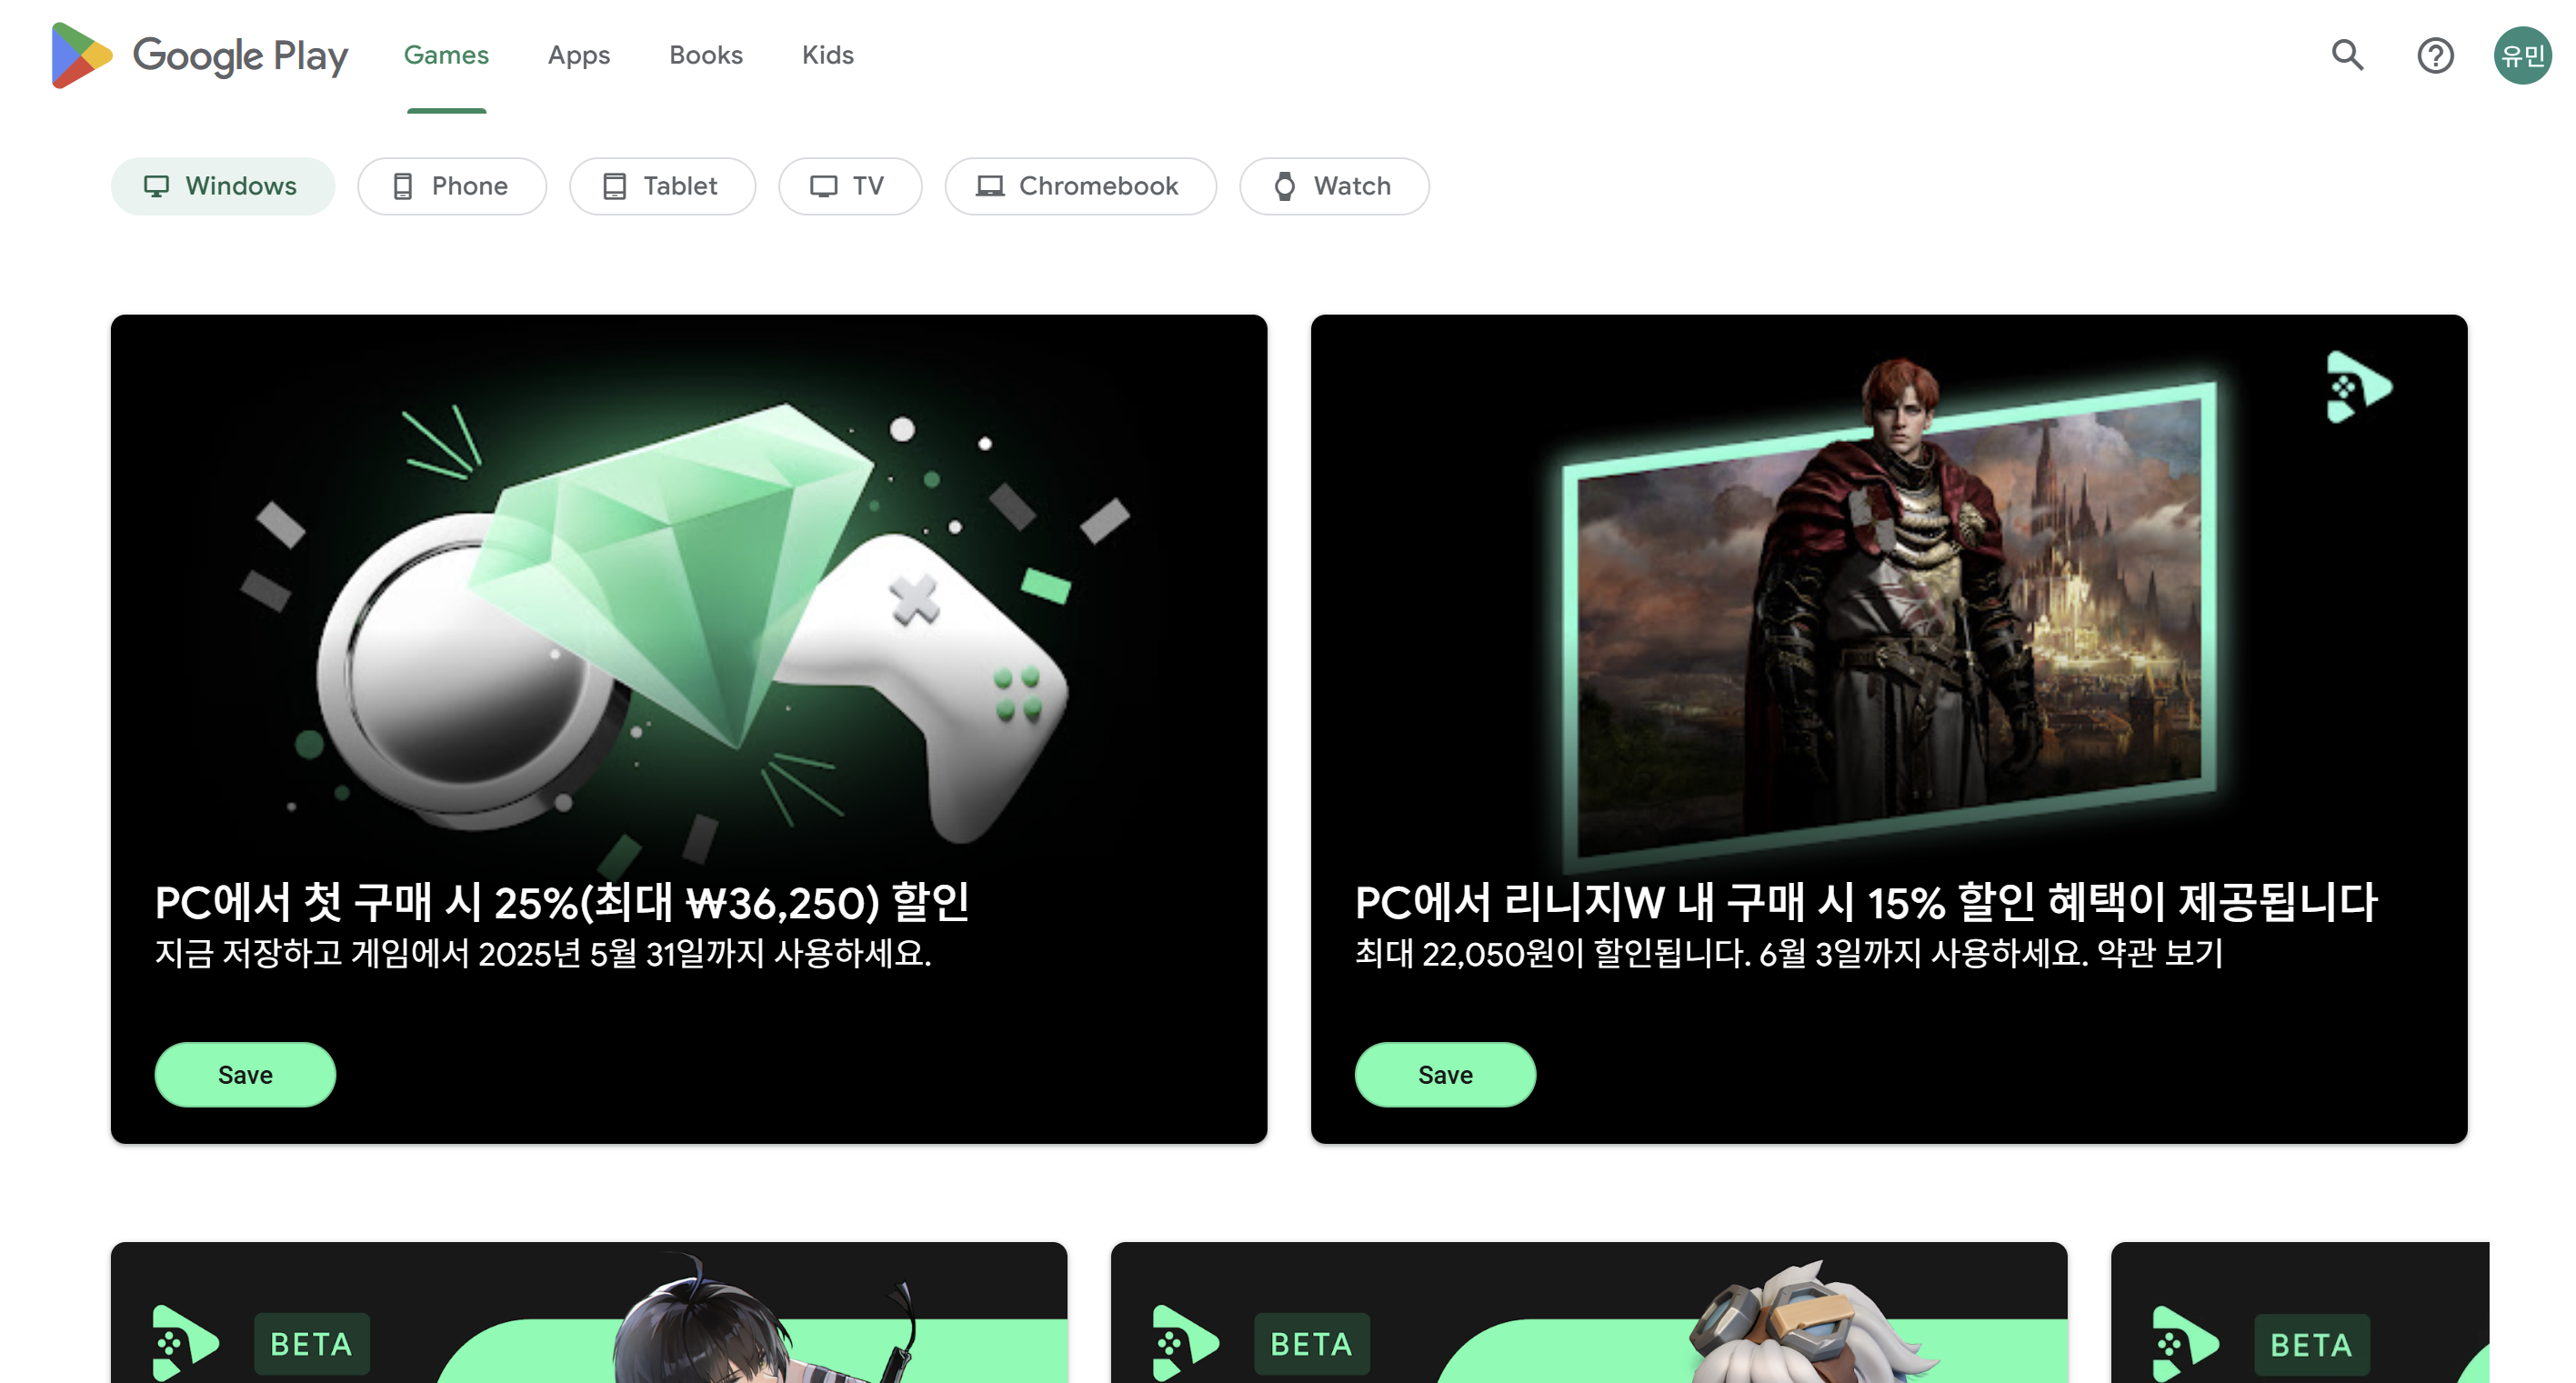 Google Play Games Apps Books Kids 유민
Windows Phone Tablet TV Chromebook Watch
PC에서 첫 구매 시 25%(최대 ₩36,250) 할인
지금 저장하고 게임에서 2025년 5월 31일까지 사용하세요.
Save
PC에서 리니지W 내 구매 시 15% 할인 혜택이 제공됩니다
최대 22,050원이 할인됩니다. 6월 3일까지 사용하세요. 약관 보기
Save
BETA
BETA
BETA